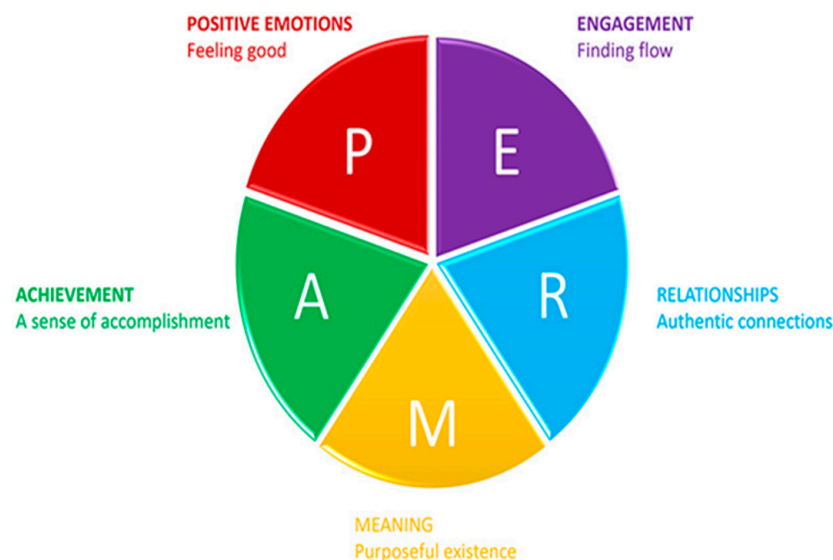 POSITIVE EMOTIONS
Feeling good
ENGAGEMENT
Finding flow
P
E
A
R
M
ACHIEVEMENT
A sense of accomplishment
RELATIONSHIPS
Authentic connections
MEANING
Purposeful existence